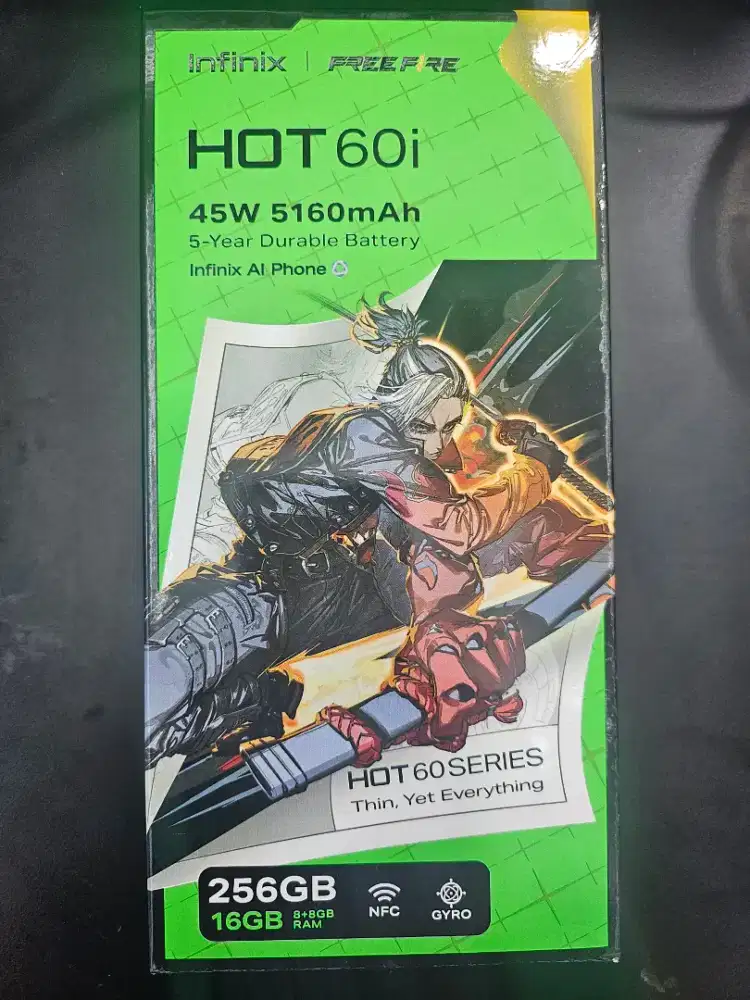 Infinix | FREE FIRE
HOT 60i
45W 5160mAh
5-Year Durable Battery
Infinix AI Phone
HOT 60 SERIES
Thin, Yet Everything
256GB
16GB 8+8GB RAM
NFC
GYRO